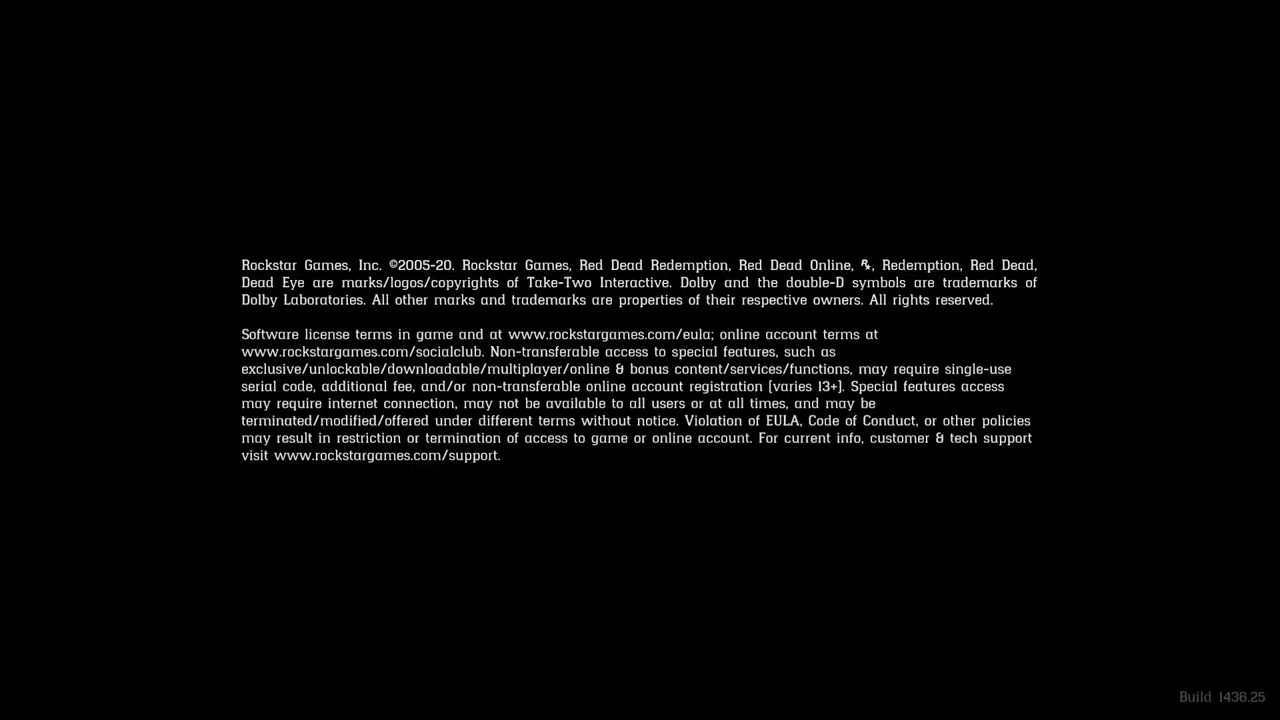 Rockstar Games, Inc. ©2005-20. Rockstar Games, Red Dead Redemption, Red Dead Online, , Redemption, Red Dead,
Dead Eye are marks/logos/copyrights of Take-Two Interactive. Dolby and the double-D symbols are trademarks of
Dolby Laboratories. All other marks and trademarks are properties of their respective owners. All rights reserved.
Software license terms in game and at www.rockstargames.com/eula; online account terms at
www.rockstargames.com/socialclub. Non-transferable access to special features, such as
exclusive/unlockable/downloadable/multiplayer/online & bonus content/services/functions, may require single-use
serial code, additional fee, and/or non-transferable online account registration (varies 13+). Special features access
may require internet connection, may not be available to all users or at all times, and may be
terminated/modified/offered under different terms without notice. Violation of EULA, Code of Conduct, or other policies
may result in restriction or termination of access to game or online account. For current info, customer & tech support
visit www.rockstargames.com/support.
Build 1436.25